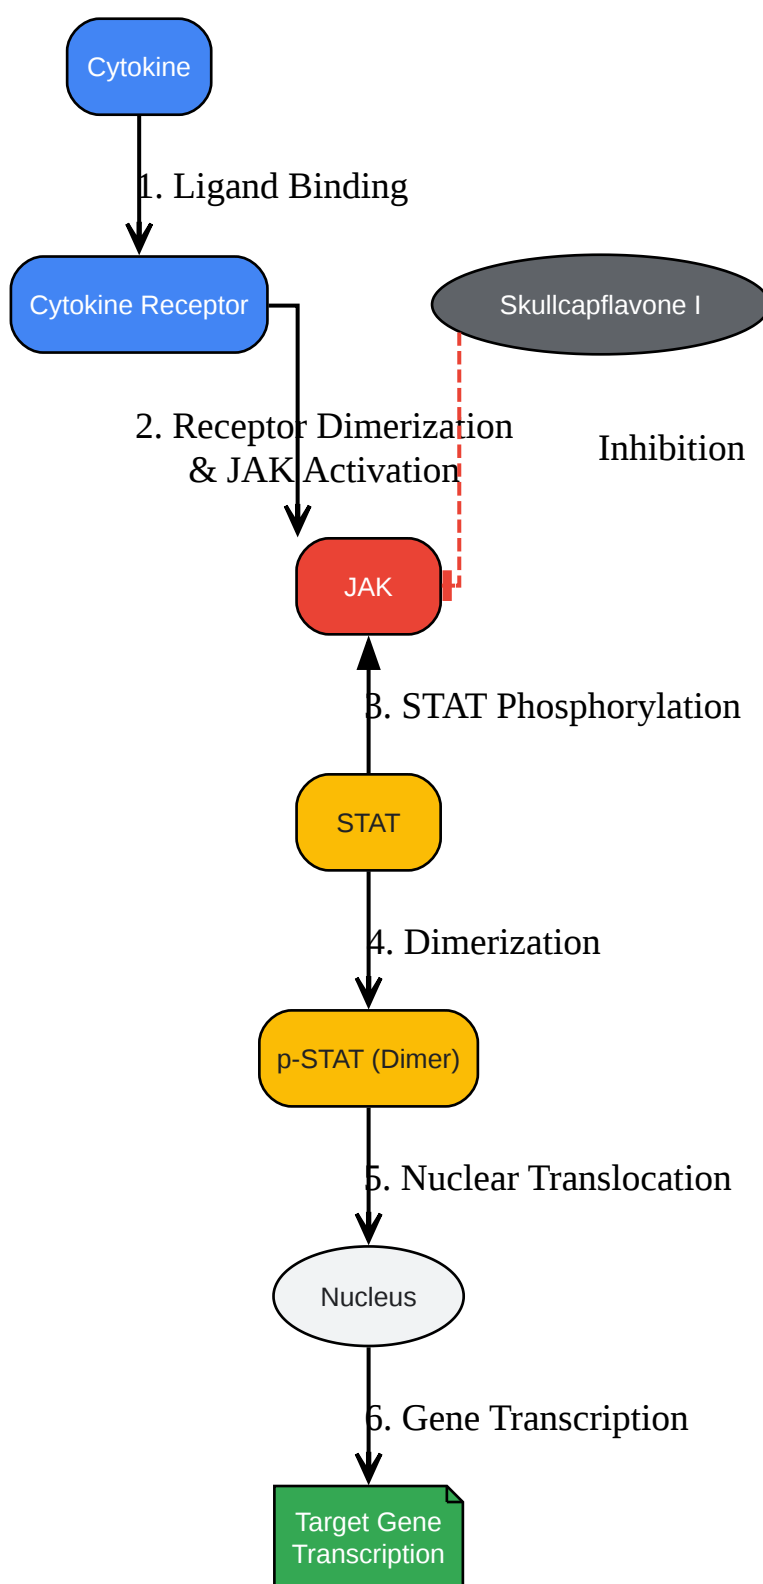 Cytokine
1. Ligand Binding
Cytokine Receptor
Skullcapflavone I
2. Receptor Dimerization
& JAK Activation
Inhibition
JAK
3. STAT Phosphorylation
STAT
4. Dimerization
p-STAT (Dimer)
5. Nuclear Translocation
Nucleus
6. Gene Transcription
Target Gene
Transcription